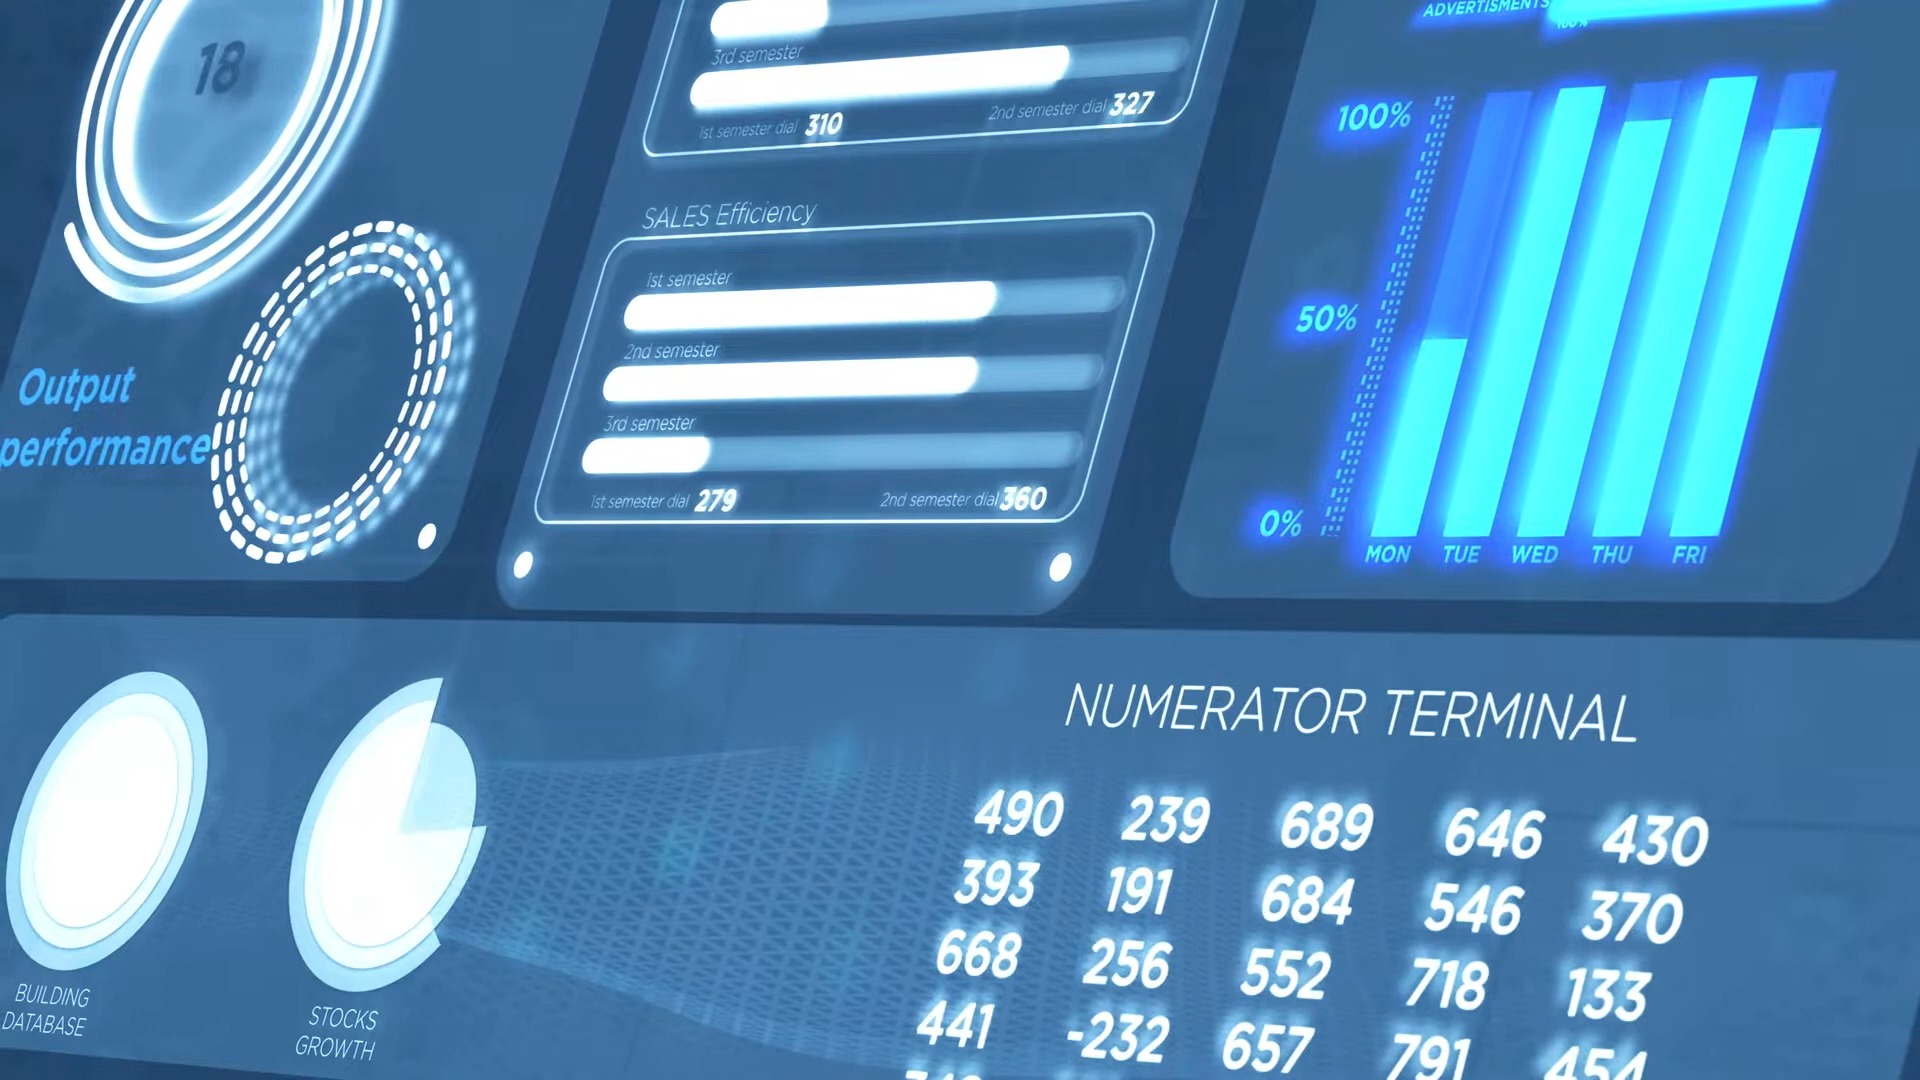 18
Output
performance
3rd semester
1st semester dial 310
2nd semester dial 327
SALES Efficiency
1st semester
2nd semester
3rd semester
1st semester dial 279
2nd semester dial 360
ADVERTISMENTS
100%
100%
50%
0%
MON TUE WED THU FRI
BUILDING
DATABASE
STOCKS
GROWTH
NUMERATOR TERMINAL
490 239 689 646 430
393 191 684 546 370
668 256 552 718 133
441 -232 657 791 454